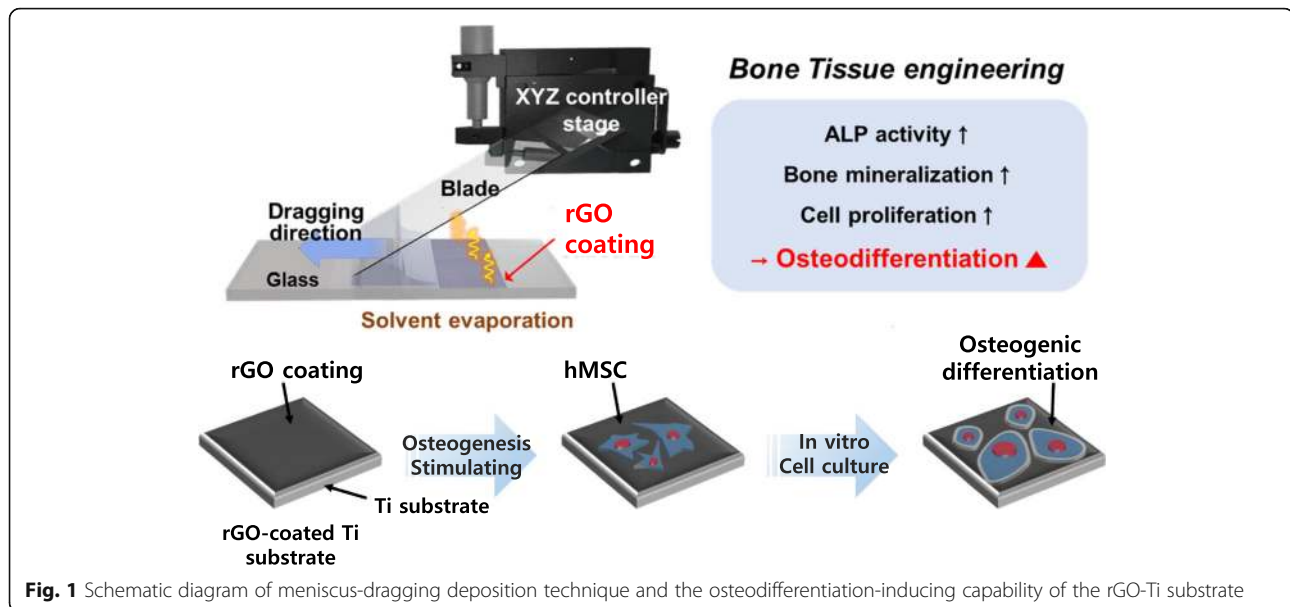 XYZ controller
stage
Blade
Dragging
direction
rGO
coating
Glass
Solvent evaporation
Bone Tissue engineering
ALP activity ↑
Bone mineralization ↑
Cell proliferation ↑
→ Osteodifferentiation ▲
rGO coating
Ti substrate
rGO-coated Ti
substrate
Osteogenesis
Stimulating
hMSC
In vitro
Cell culture
Osteogenic
differentiation
Fig. 1 Schematic diagram of meniscus-dragging deposition technique and the osteodifferentiation-inducing capability of the rGO-Ti substrate